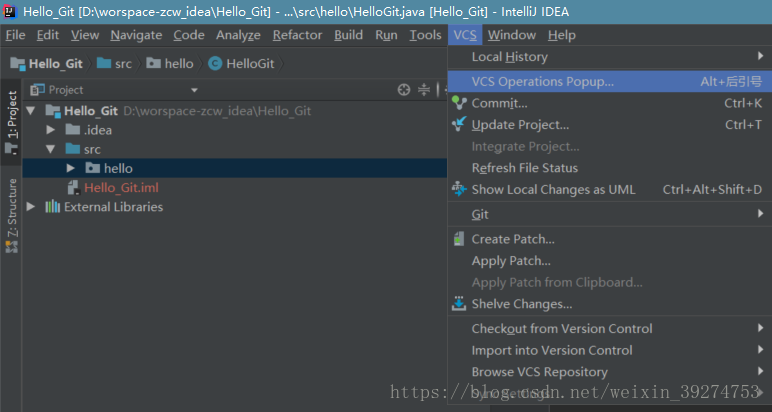 Hello_Git [D:\worspace-zcw_idea\Hello_Git] - ...\src\hello\HelloGit.java [Hello_Git] - IntelliJ IDEA
File Edit View Navigate Code Analyze Refactor Build Run Tools VCS Window Help
Hello_Git src hello HelloGit
Project
1: Project
7: Structure
Hello_Git D:\worspace-zcw_idea\Hello_Git
.idea
src
hello
Hello_Git.iml
External Libraries
Local History
VCS Operations Popup... Alt+后引号
Commit... Ctrl+K
Update Project... Ctrl+T
Integrate Project...
Refresh File Status
Show Local Changes as UML Ctrl+Alt+Shift+D
Git
Create Patch...
Apply Patch...
Apply Patch from Clipboard...
Shelve Changes...
Checkout from Version Control
Import into Version Control
Browse VCS Repository
Sync Settings
https://blog.csdn.net/weixin_39274753